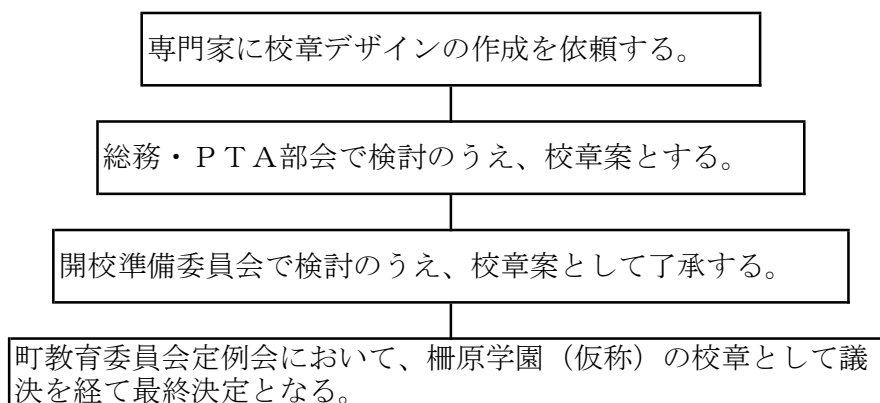 専門家に校章デザインの作成を依頼する。
総務・ＰＴＡ部会で検討のうえ、校章案とする。
開校準備委員会で検討のうえ、校章案として了承する。
町教育委員会定例会において、柵原学園（仮称）の校章として議
決を経て最終決定となる。